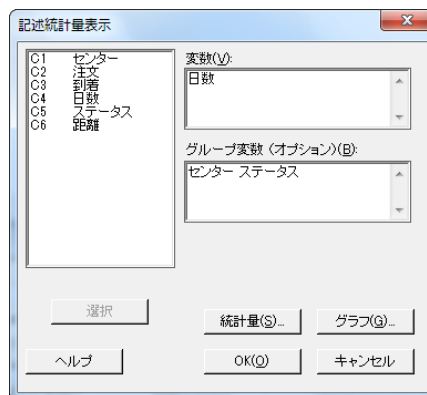 記述統計量表示
C1 センター
C2 注文
C3 到着
C4 日数
C5 ステータス
C6 距離
変数(V):
日数
グループ変数 (オプション)(B):
センター ステータス
選択
統計量(S)...
グラフ(G)...
ヘルプ
OK(O)
キャンセル